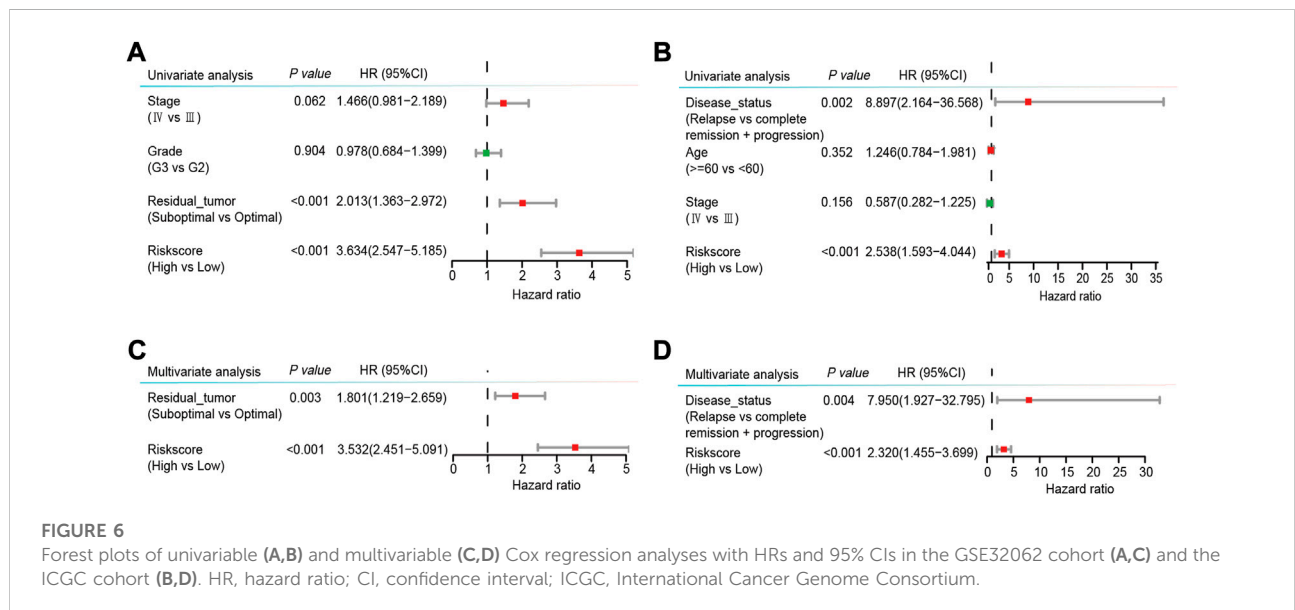 A
Univariate analysis P value HR (95%CI)
Stage 0.062 1.466(0.981−2.189)
(Ⅳ vs Ⅲ)
Grade 0.904 0.978(0.684−1.399)
(G3 vs G2)
Residual_tumor <0.001 2.013(1.363−2.972)
(Suboptimal vs Optimal)
Riskscore <0.001 3.634(2.547−5.185)
(High vs Low)
0 1 2 3 4 5
Hazard ratio
B
Univariate analysis P value HR (95%CI)
Disease_status 0.002 8.897(2.164−36.568)
(Relapse vs complete
remission + progression)
Age 0.352 1.246(0.784−1.981)
(>=60 vs <60)
Stage 0.156 0.587(0.282−1.225)
(Ⅳ vs Ⅲ)
Riskscore <0.001 2.538(1.593−4.044)
(High vs Low)
0 5 10 15 20 25 30 35
Hazard ratio
C
Multivariate analysis P value HR (95%CI)
Residual_tumor 0.003 1.801(1.219−2.659)
(Suboptimal vs Optimal)
Riskscore <0.001 3.532(2.451−5.091)
(High vs Low)
0 1 2 3 4 5
Hazard ratio
D
Multivariate analysis P value HR (95%CI)
Disease_status 0.004 7.950(1.927−32.795)
(Relapse vs complete
remission + progression)
Riskscore <0.001 2.320(1.455−3.699)
(High vs Low)
0 5 10 15 20 25 30
Hazard ratio
FIGURE 6
Forest plots of univariable (A,B) and multivariable (C,D) Cox regression analyses with HRs and 95% CIs in the GSE32062 cohort (A,C) and the
ICGC cohort (B,D). HR, hazard ratio; CI, confidence interval; ICGC, International Cancer Genome Consortium.